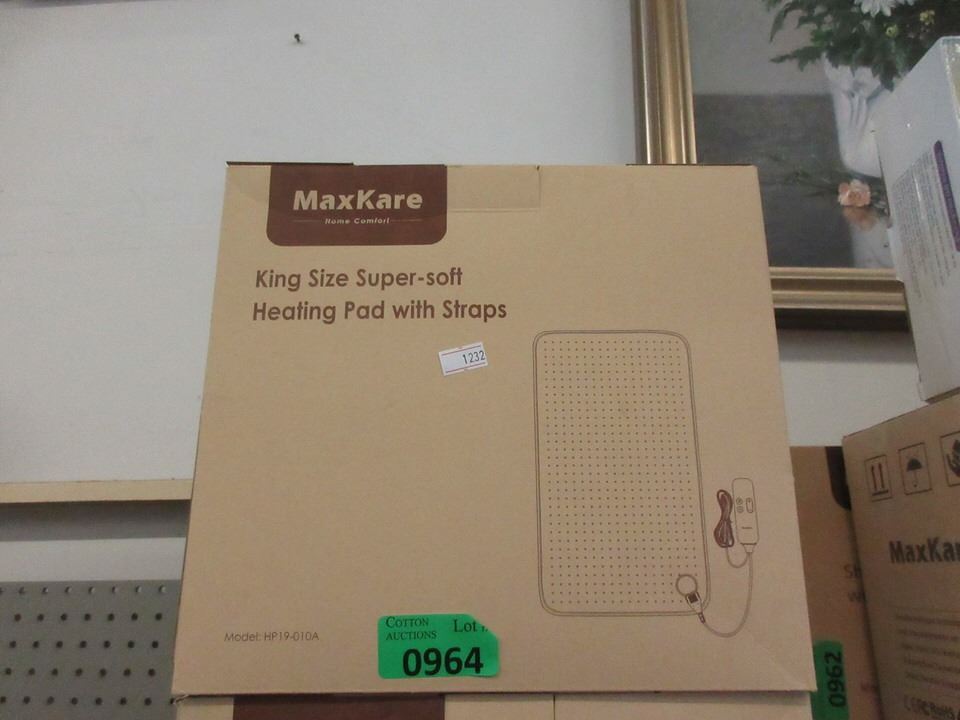 MaxKare
Home Comfort
King Size Super-soft
Heating Pad with Straps
1232
Model: HP19-010A
COTTON
AUCTIONS
Lot
0964
0962